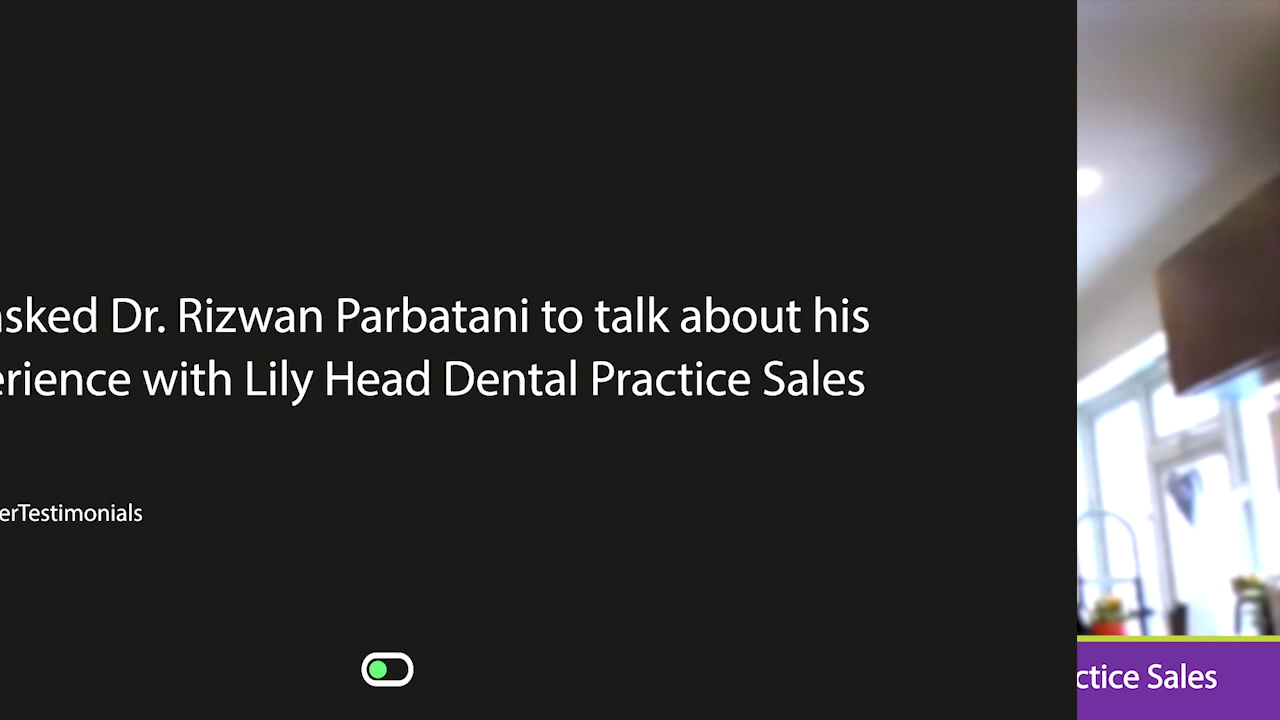 asked Dr. Rizwan Parbatani to talk about his
erience with Lily Head Dental Practice Sales
erTestimonials
ctice Sales